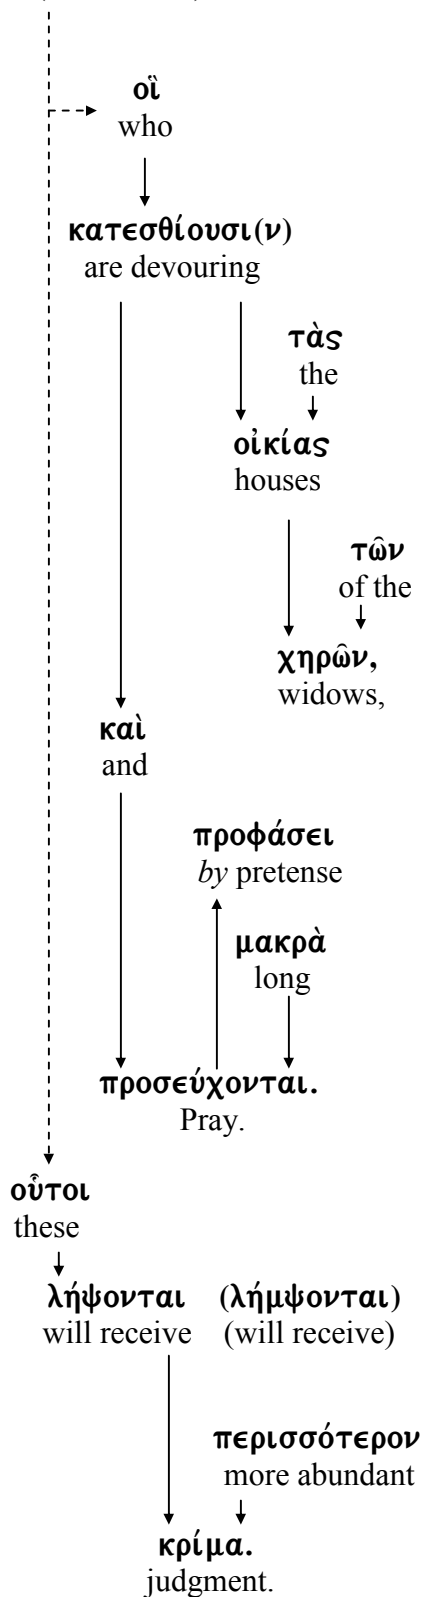 οἳ
who
κατεσθίουσι(ν)
are devouring
τὰς
the
οἰκίας
houses
τῶν
of the
χηρῶν,
widows,
καὶ
and
προφάσει
by pretense
μακρὰ
long
προσεύχονται.
Pray.
οὗτοι
these
λήψονται (λήμψονται)
will receive (will receive)
περισσότερον
more abundant
κρίμα.
judgment.